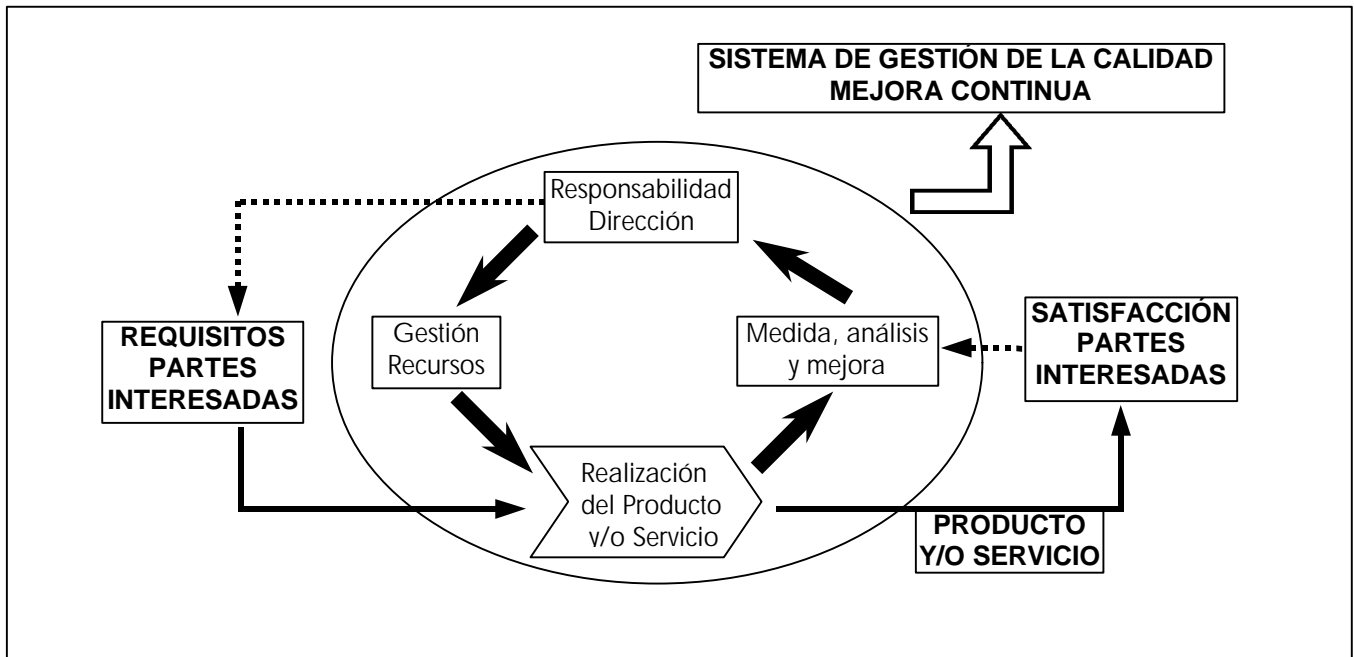 SISTEMA DE GESTIÓN DE LA CALIDAD
MEJORA CONTINUA
Responsabilidad
Dirección
REQUISITOS
PARTES
INTERESADAS
Gestión
Recursos
Medida, análisis
y mejora
SATISFACCIÓN
PARTES
INTERESADAS
Realización
del Producto
y/o Servicio
PRODUCTO
Y/O SERVICIO